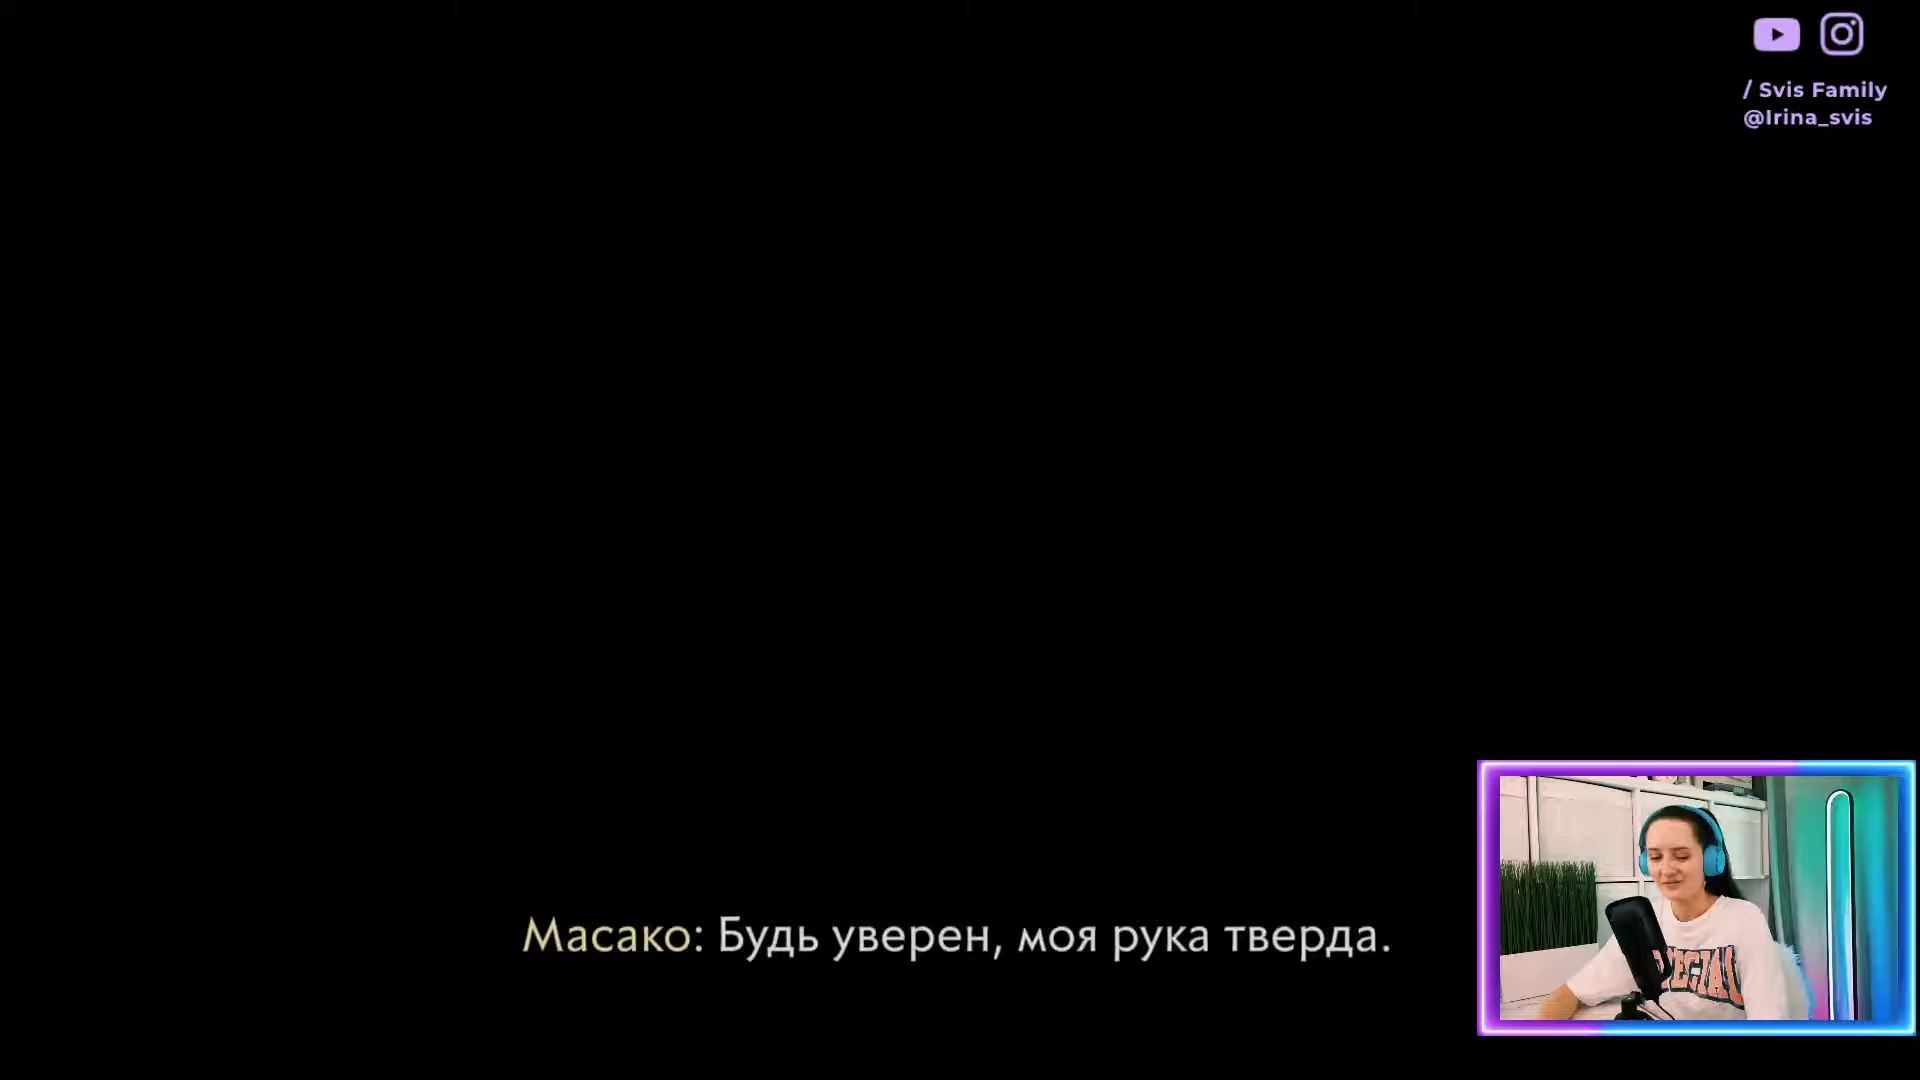 / Svis Family
@Irina_svis
Масако: Будь уверен, моя рука тверда.